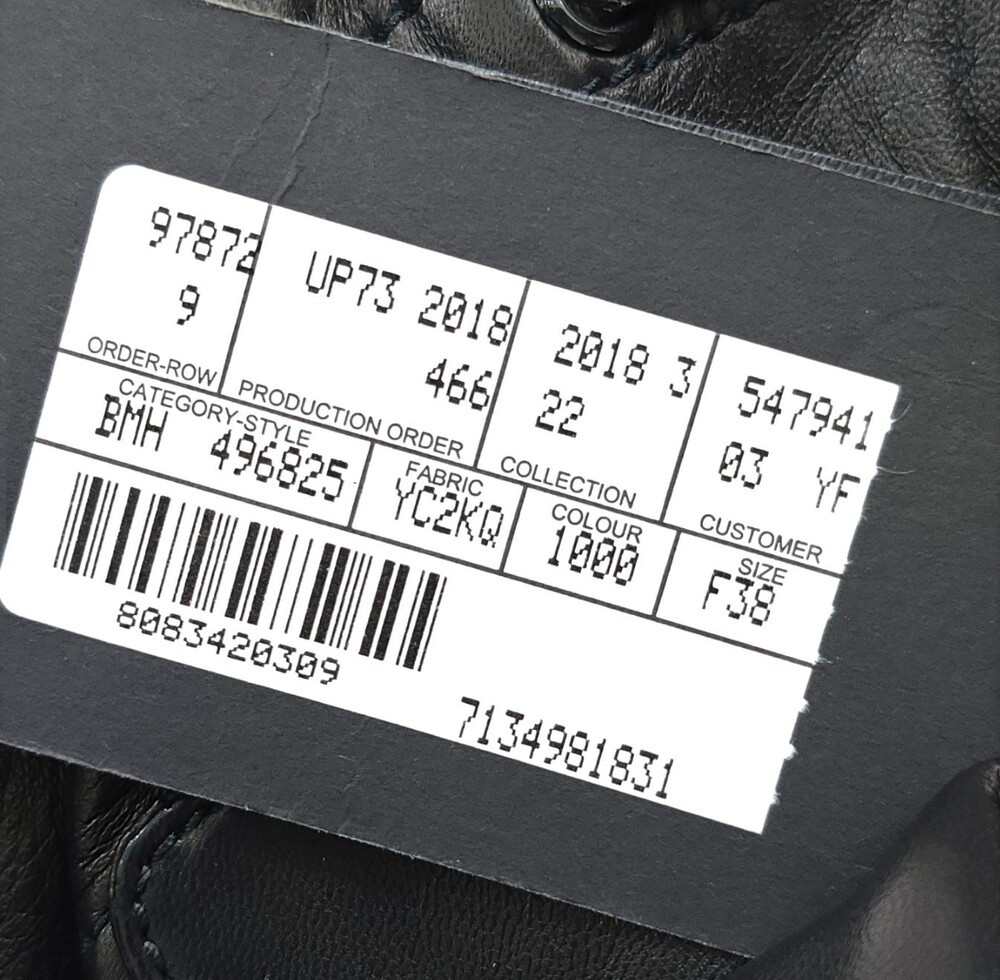 97872
9
ORDER-ROW
UP73 2018
466
PRODUCTION ORDER
2018 3
22
COLLECTION
547941
03 YF
CUSTOMER
CATEGORY-STYLE
BMH 496825
FABRIC
YC2KQ
COLOUR
1000
SIZE
F38
8083420309
7134981831